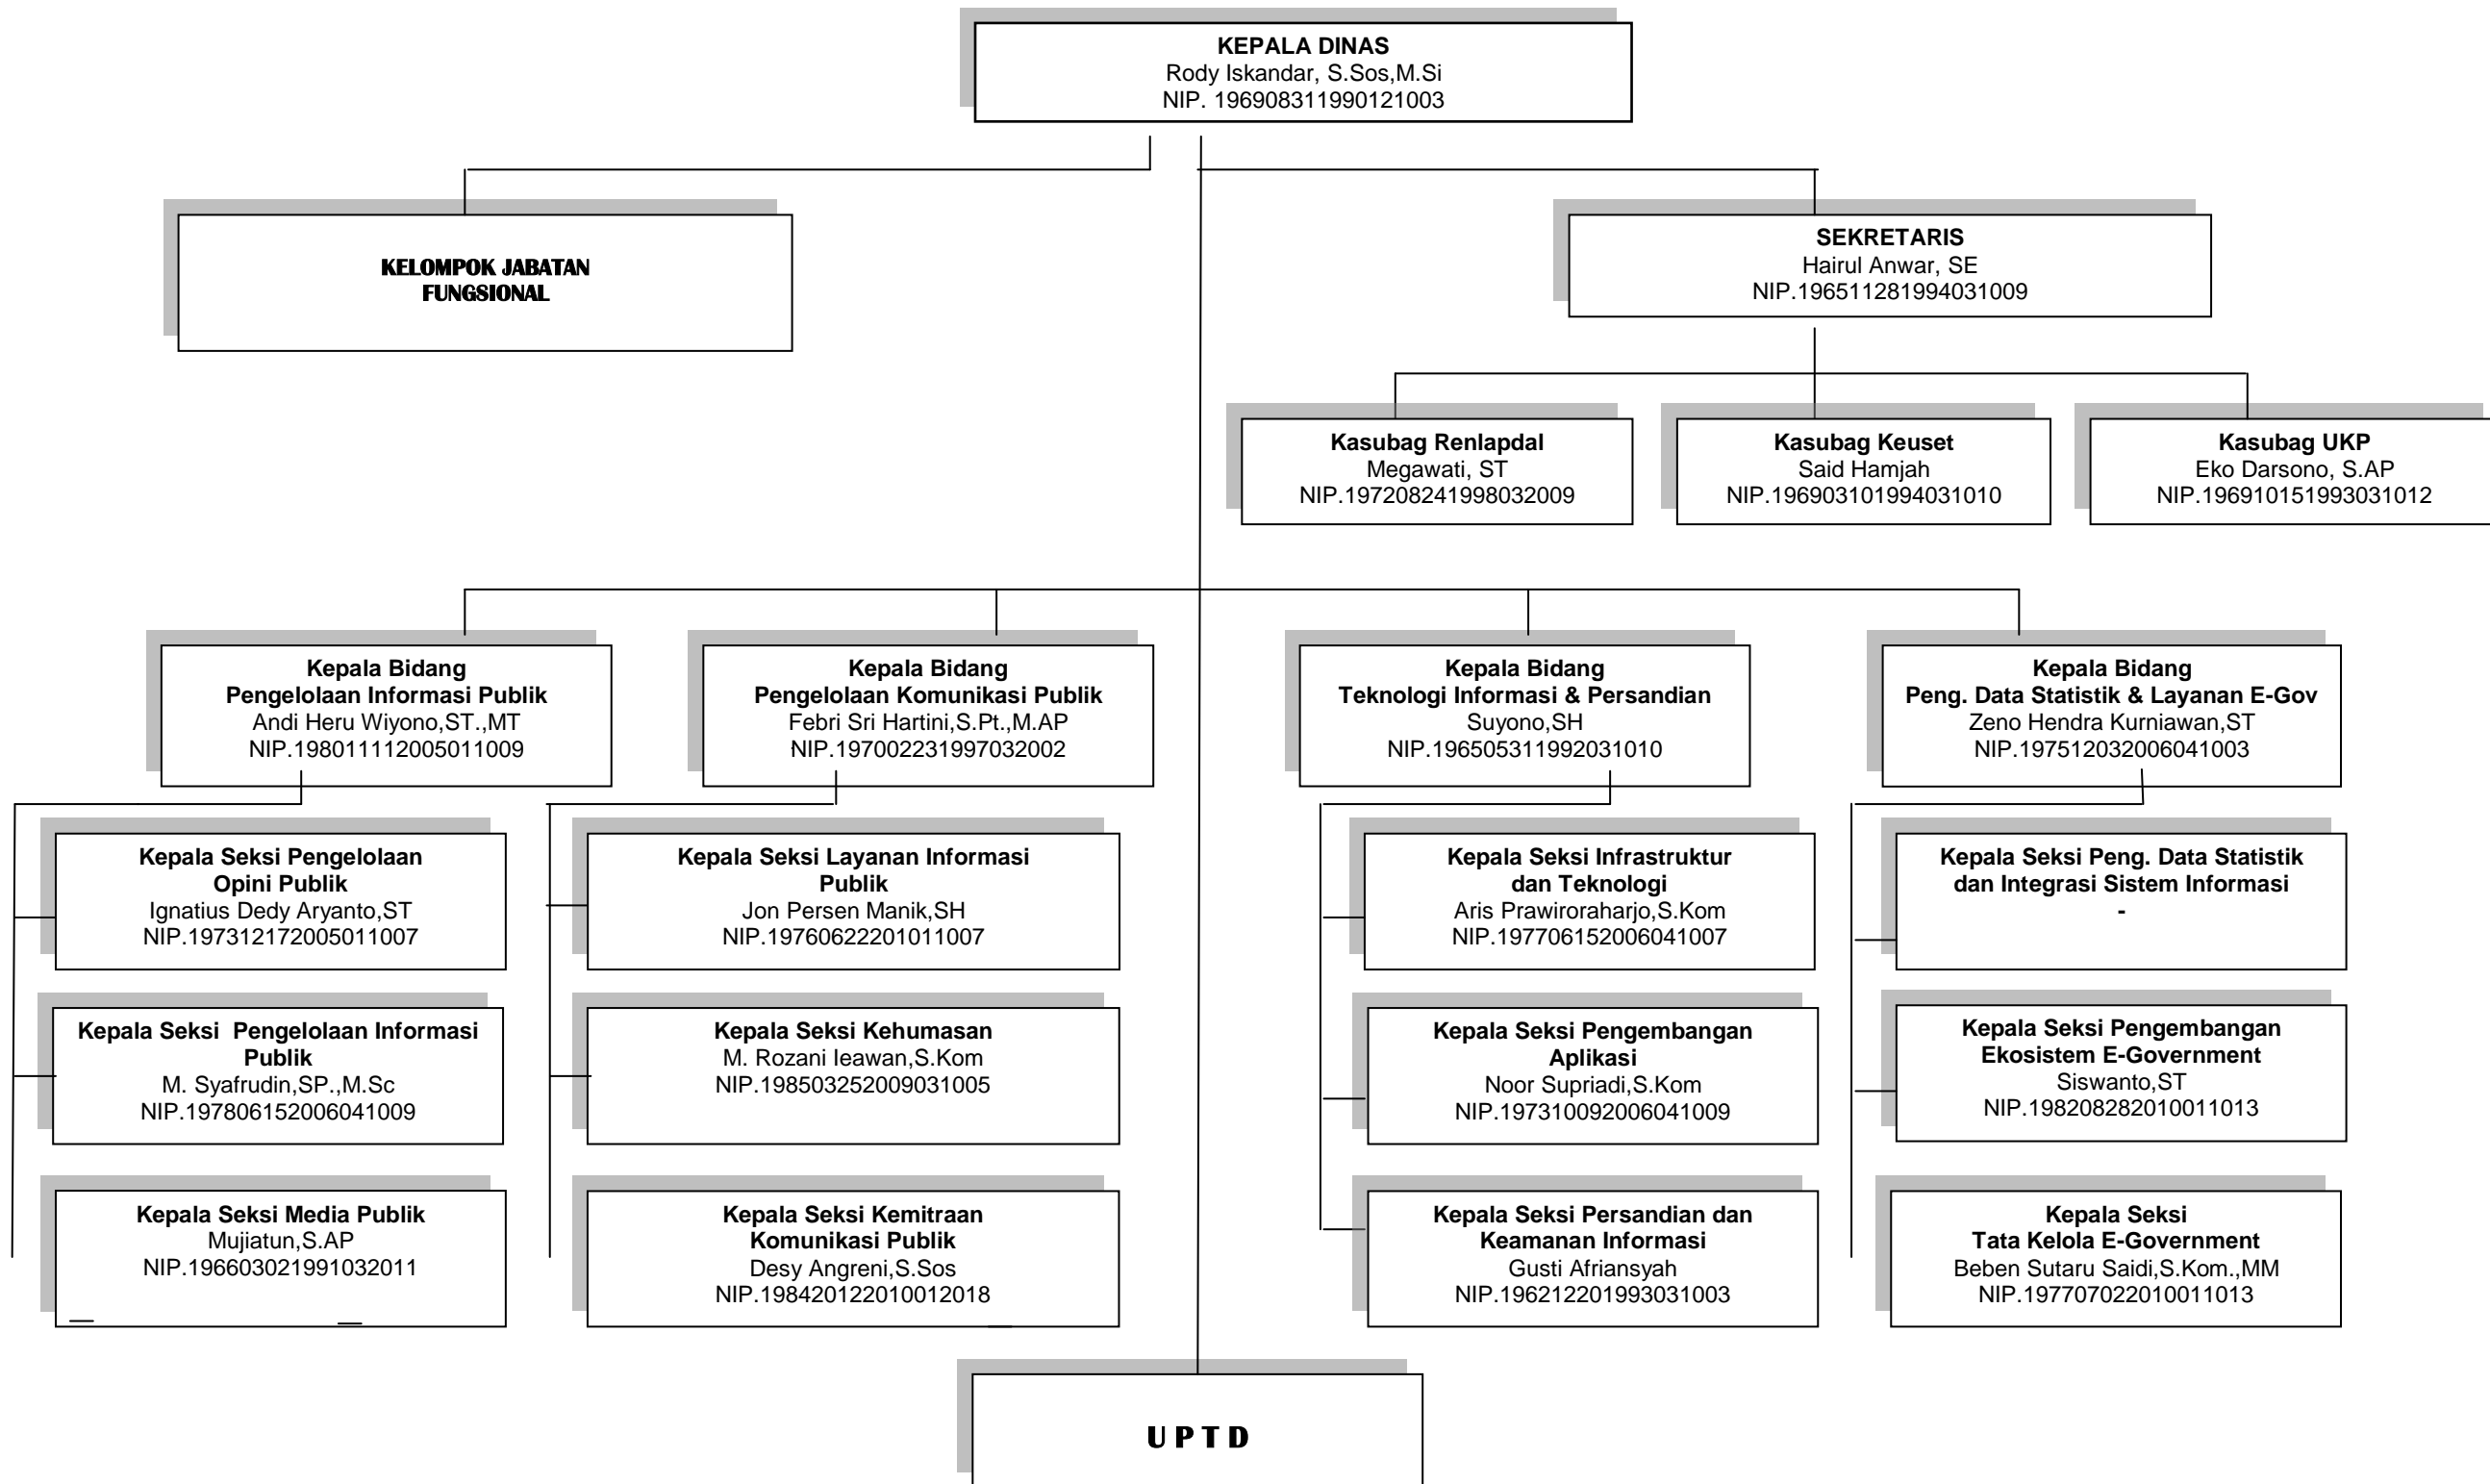 KEPALA DINAS
Rody Iskandar, S.Sos,M.Si
NIP. 196908311990121003
KELOMPOK JABATAN
FUNGSIONAL
SEKRETARIS
Hairul Anwar, SE
NIP.196511281994031009
Kasubag Renlapdal
Megawati, ST
NIP.197208241998032009
Kasubag Keuset
Said Hamjah
NIP.196903101994031010
Kasubag UKP
Eko Darsono, S.AP
NIP.196910151993031012
Kepala Bidang
Pengelolaan Informasi Publik
Andi Heru Wiyono,ST.,MT
NIP.198011112005011009
Kepala Bidang
Pengelolaan Komunikasi Publik
Febri Sri Hartini,S.Pt.,M.AP
NIP.197002231997032002
Kepala Bidang
Teknologi Informasi & Persandian
Suyono,SH
NIP.196505311992031010
Kepala Bidang
Peng. Data Statistik & Layanan E-Gov
Zeno Hendra Kurniawan,ST
NIP.197512032006041003
Kepala Seksi Pengelolaan
Opini Publik
Ignatius Dedy Aryanto,ST
NIP.197312172005011007
Kepala Seksi Layanan Informasi
Publik
Jon Persen Manik,SH
NIP.19760622201011007
Kepala Seksi Infrastruktur
dan Teknologi
Aris Prawiroraharjo,S.Kom
NIP.197706152006041007
Kepala Seksi Peng. Data Statistik
dan Integrasi Sistem Informasi
-
Kepala Seksi Pengelolaan Informasi
Publik
M. Syafrudin,SP.,M.Sc
NIP.197806152006041009
Kepala Seksi Kehumasan
M. Rozani Ieawan,S.Kom
NIP.198503252009031005
Kepala Seksi Pengembangan
Aplikasi
Noor Supriadi,S.Kom
NIP.197310092006041009
Kepala Seksi Pengembangan
Ekosistem E-Government
Siswanto,ST
NIP.198208282010011013
Kepala Seksi Media Publik
Mujiatun,S.AP
NIP.196603021991032011
Kepala Seksi Kemitraan
Komunikasi Publik
Desy Angreni,S.Sos
NIP.198420122010012018
Kepala Seksi Persandian dan
Keamanan Informasi
Gusti Afriansyah
NIP.196212201993031003
Kepala Seksi
Tata Kelola E-Government
Beben Sutaru Saidi,S.Kom.,MM
NIP.197707022010011013
U P T D